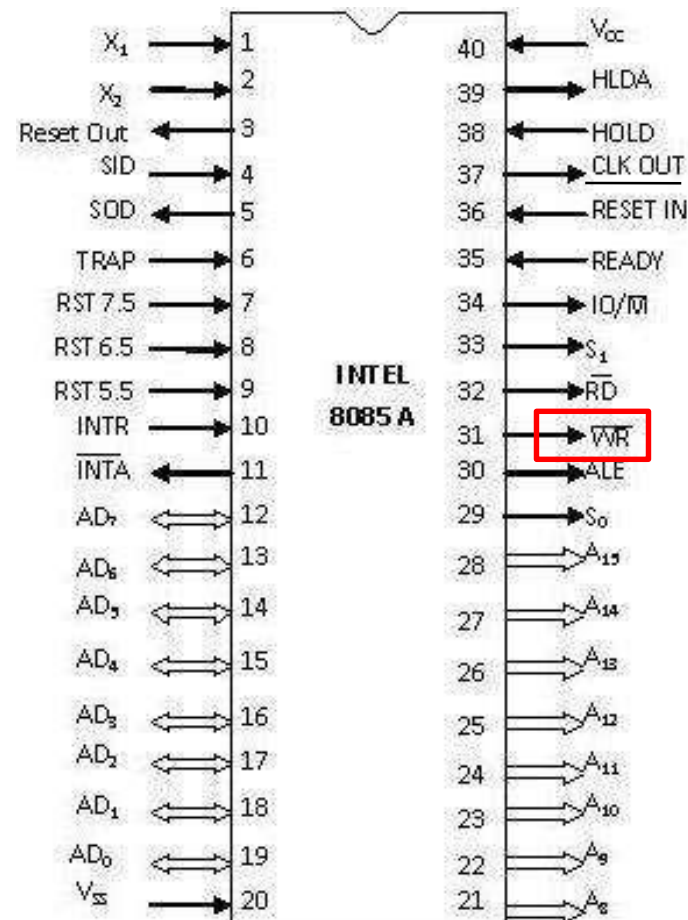 X₁ 1 40 Vcc
X₂ 2 39 HLDA
Reset Out 3 38 HOLD
SID 4 37 CLK OUT
SOD 5 36 RESET IN
TRAP 6 35 READY
RST 7.5 7 34 IO/M̅
RST 6.5 8 33 S₁
RST 5.5 9 32 R̅D̅
INTEL
8085 A
INTR 10 31 W̅R̅
I̅N̅T̅A̅ 11 30 ALE
AD₇ 12 29 S₀
AD₆ 13 28 A₁₅
AD₅ 14 27 A₁₄
AD₄ 15 26 A₁₃
AD₃ 16 25 A₁₂
AD₂ 17 24 A₁₁
AD₁ 18 23 A₁₀
AD₀ 19 22 A₉
Vss 20 21 A₈